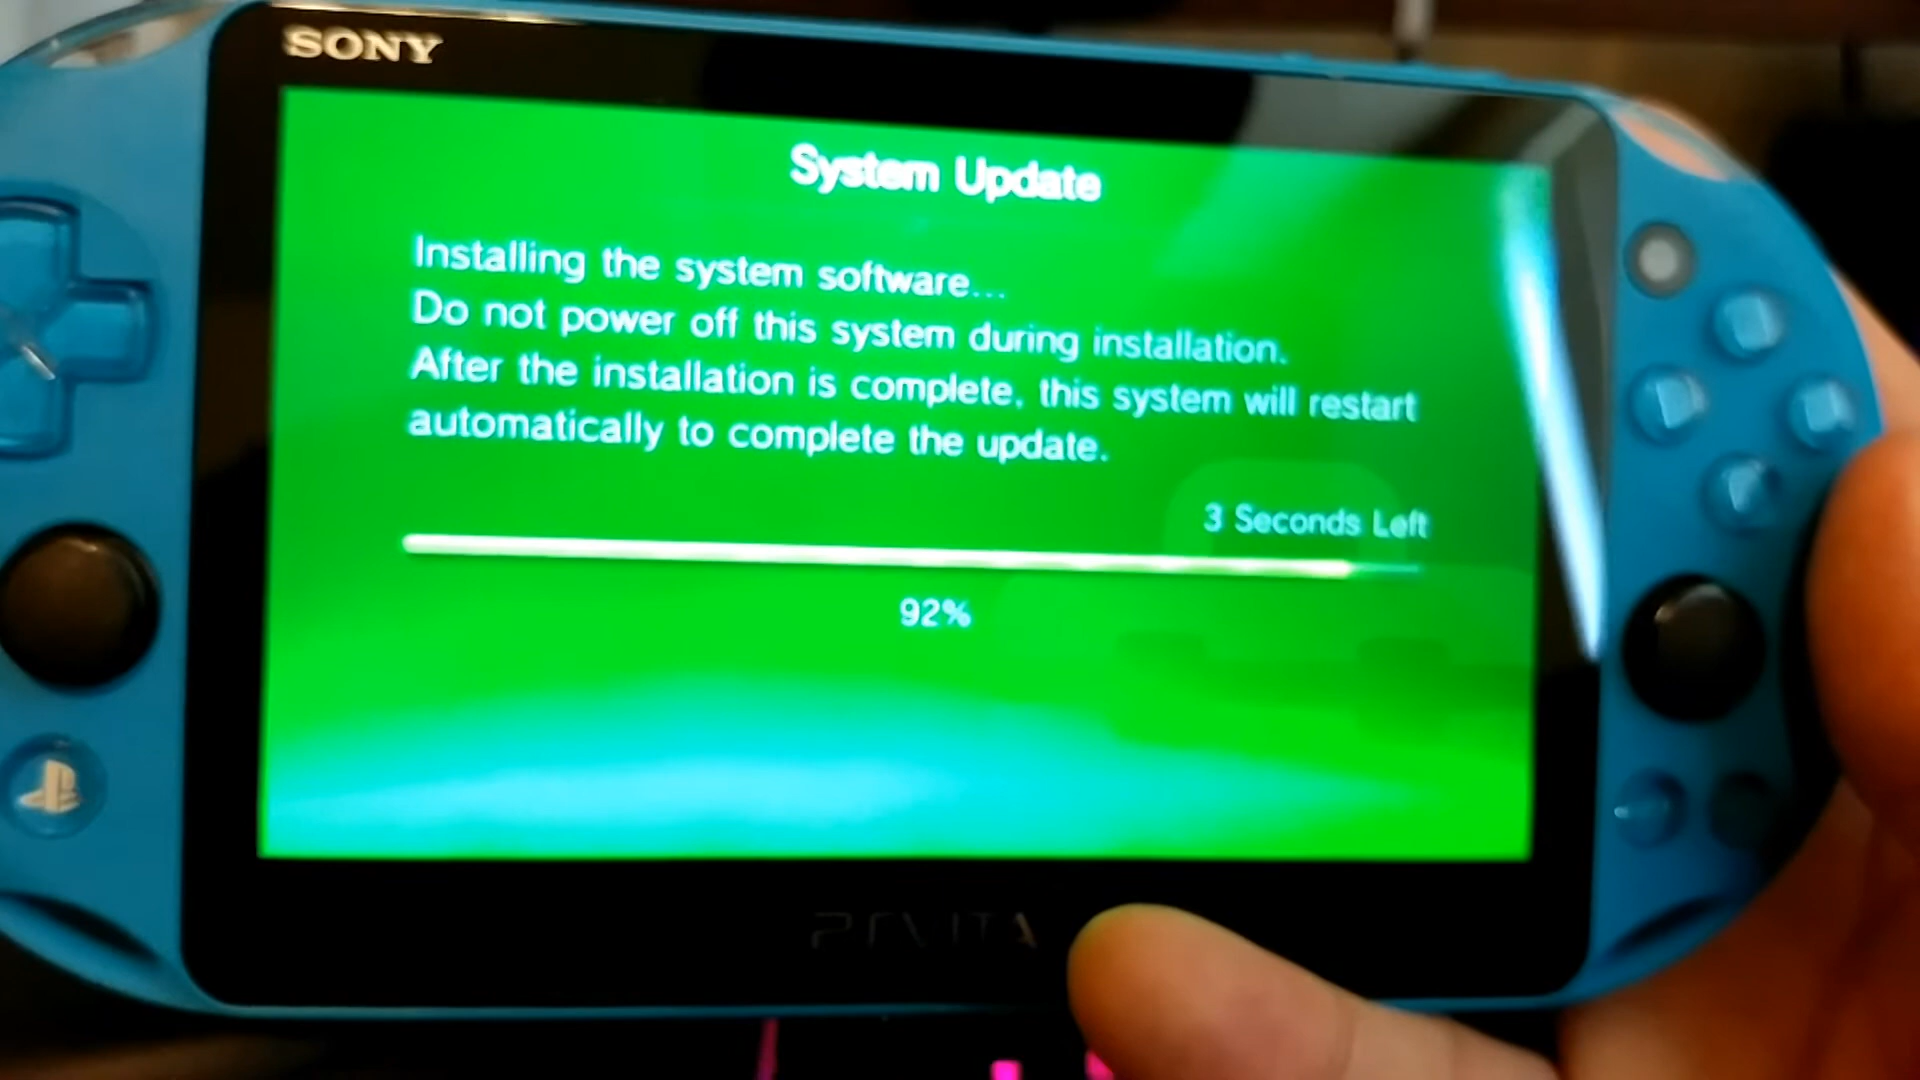 SONY
System Update
Installing the system software...
Do not power off this system during installation.
After the installation is complete, this system will restart
automatically to complete the update.
3 Seconds Left
92%
PSVITA